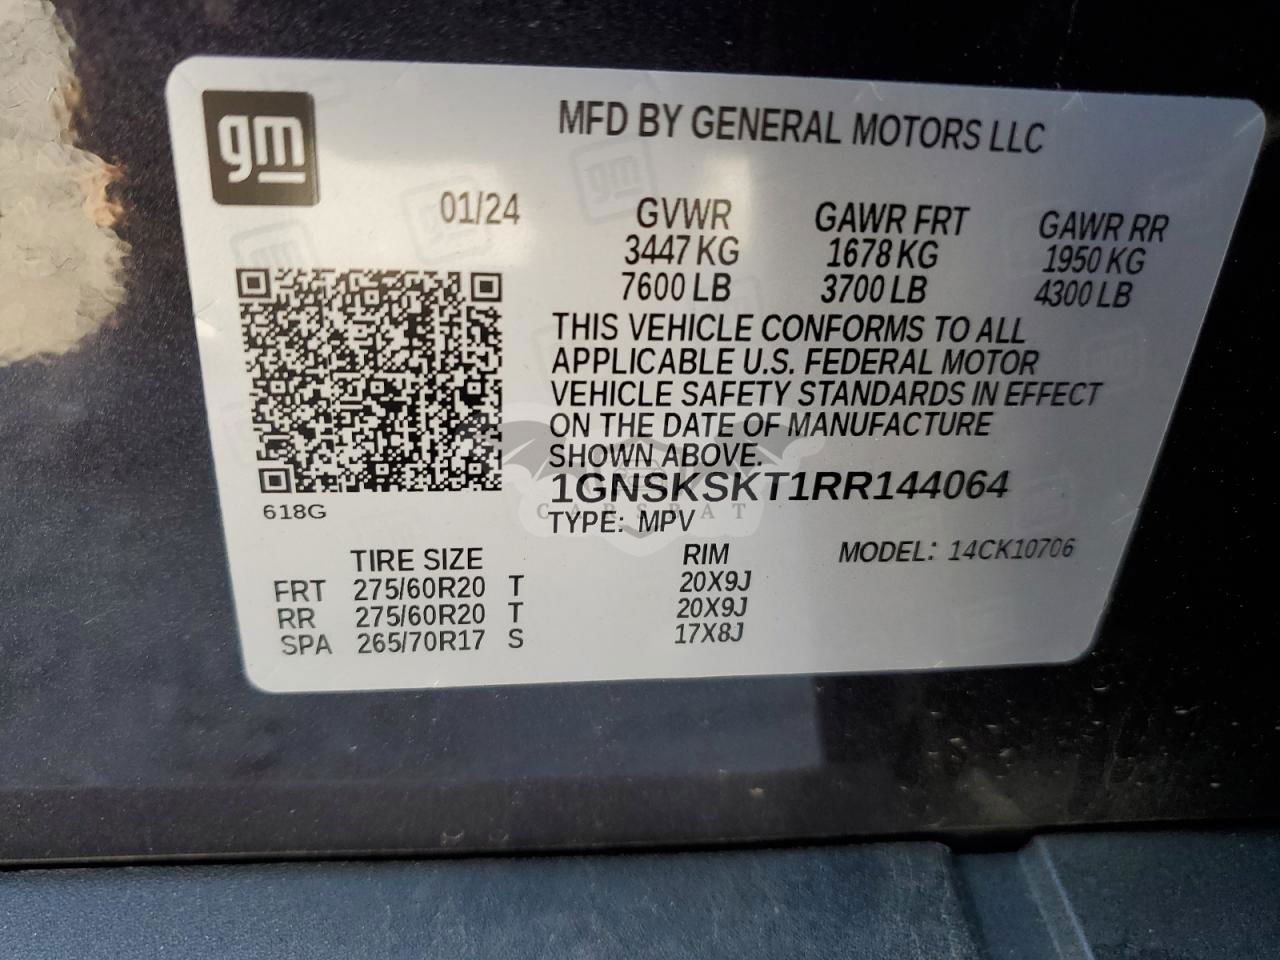 gm
MFD BY GENERAL MOTORS LLC
01/24 GVWR GAWR FRT GAWR RR
3447 KG 1678 KG 1950 KG
7600 LB 3700 LB 4300 LB
THIS VEHICLE CONFORMS TO ALL
APPLICABLE U.S. FEDERAL MOTOR
VEHICLE SAFETY STANDARDS IN EFFECT
ON THE DATE OF MANUFACTURE
SHOWN ABOVE.
1GNSKSKT1RR144064
618G
CARSBAT
TYPE: MPV
TIRE SIZE RIM MODEL: 14CK10706
FRT 275/60R20 T 20X9J
RR 275/60R20 T 20X9J
SPA 265/70R17 S 17X8J